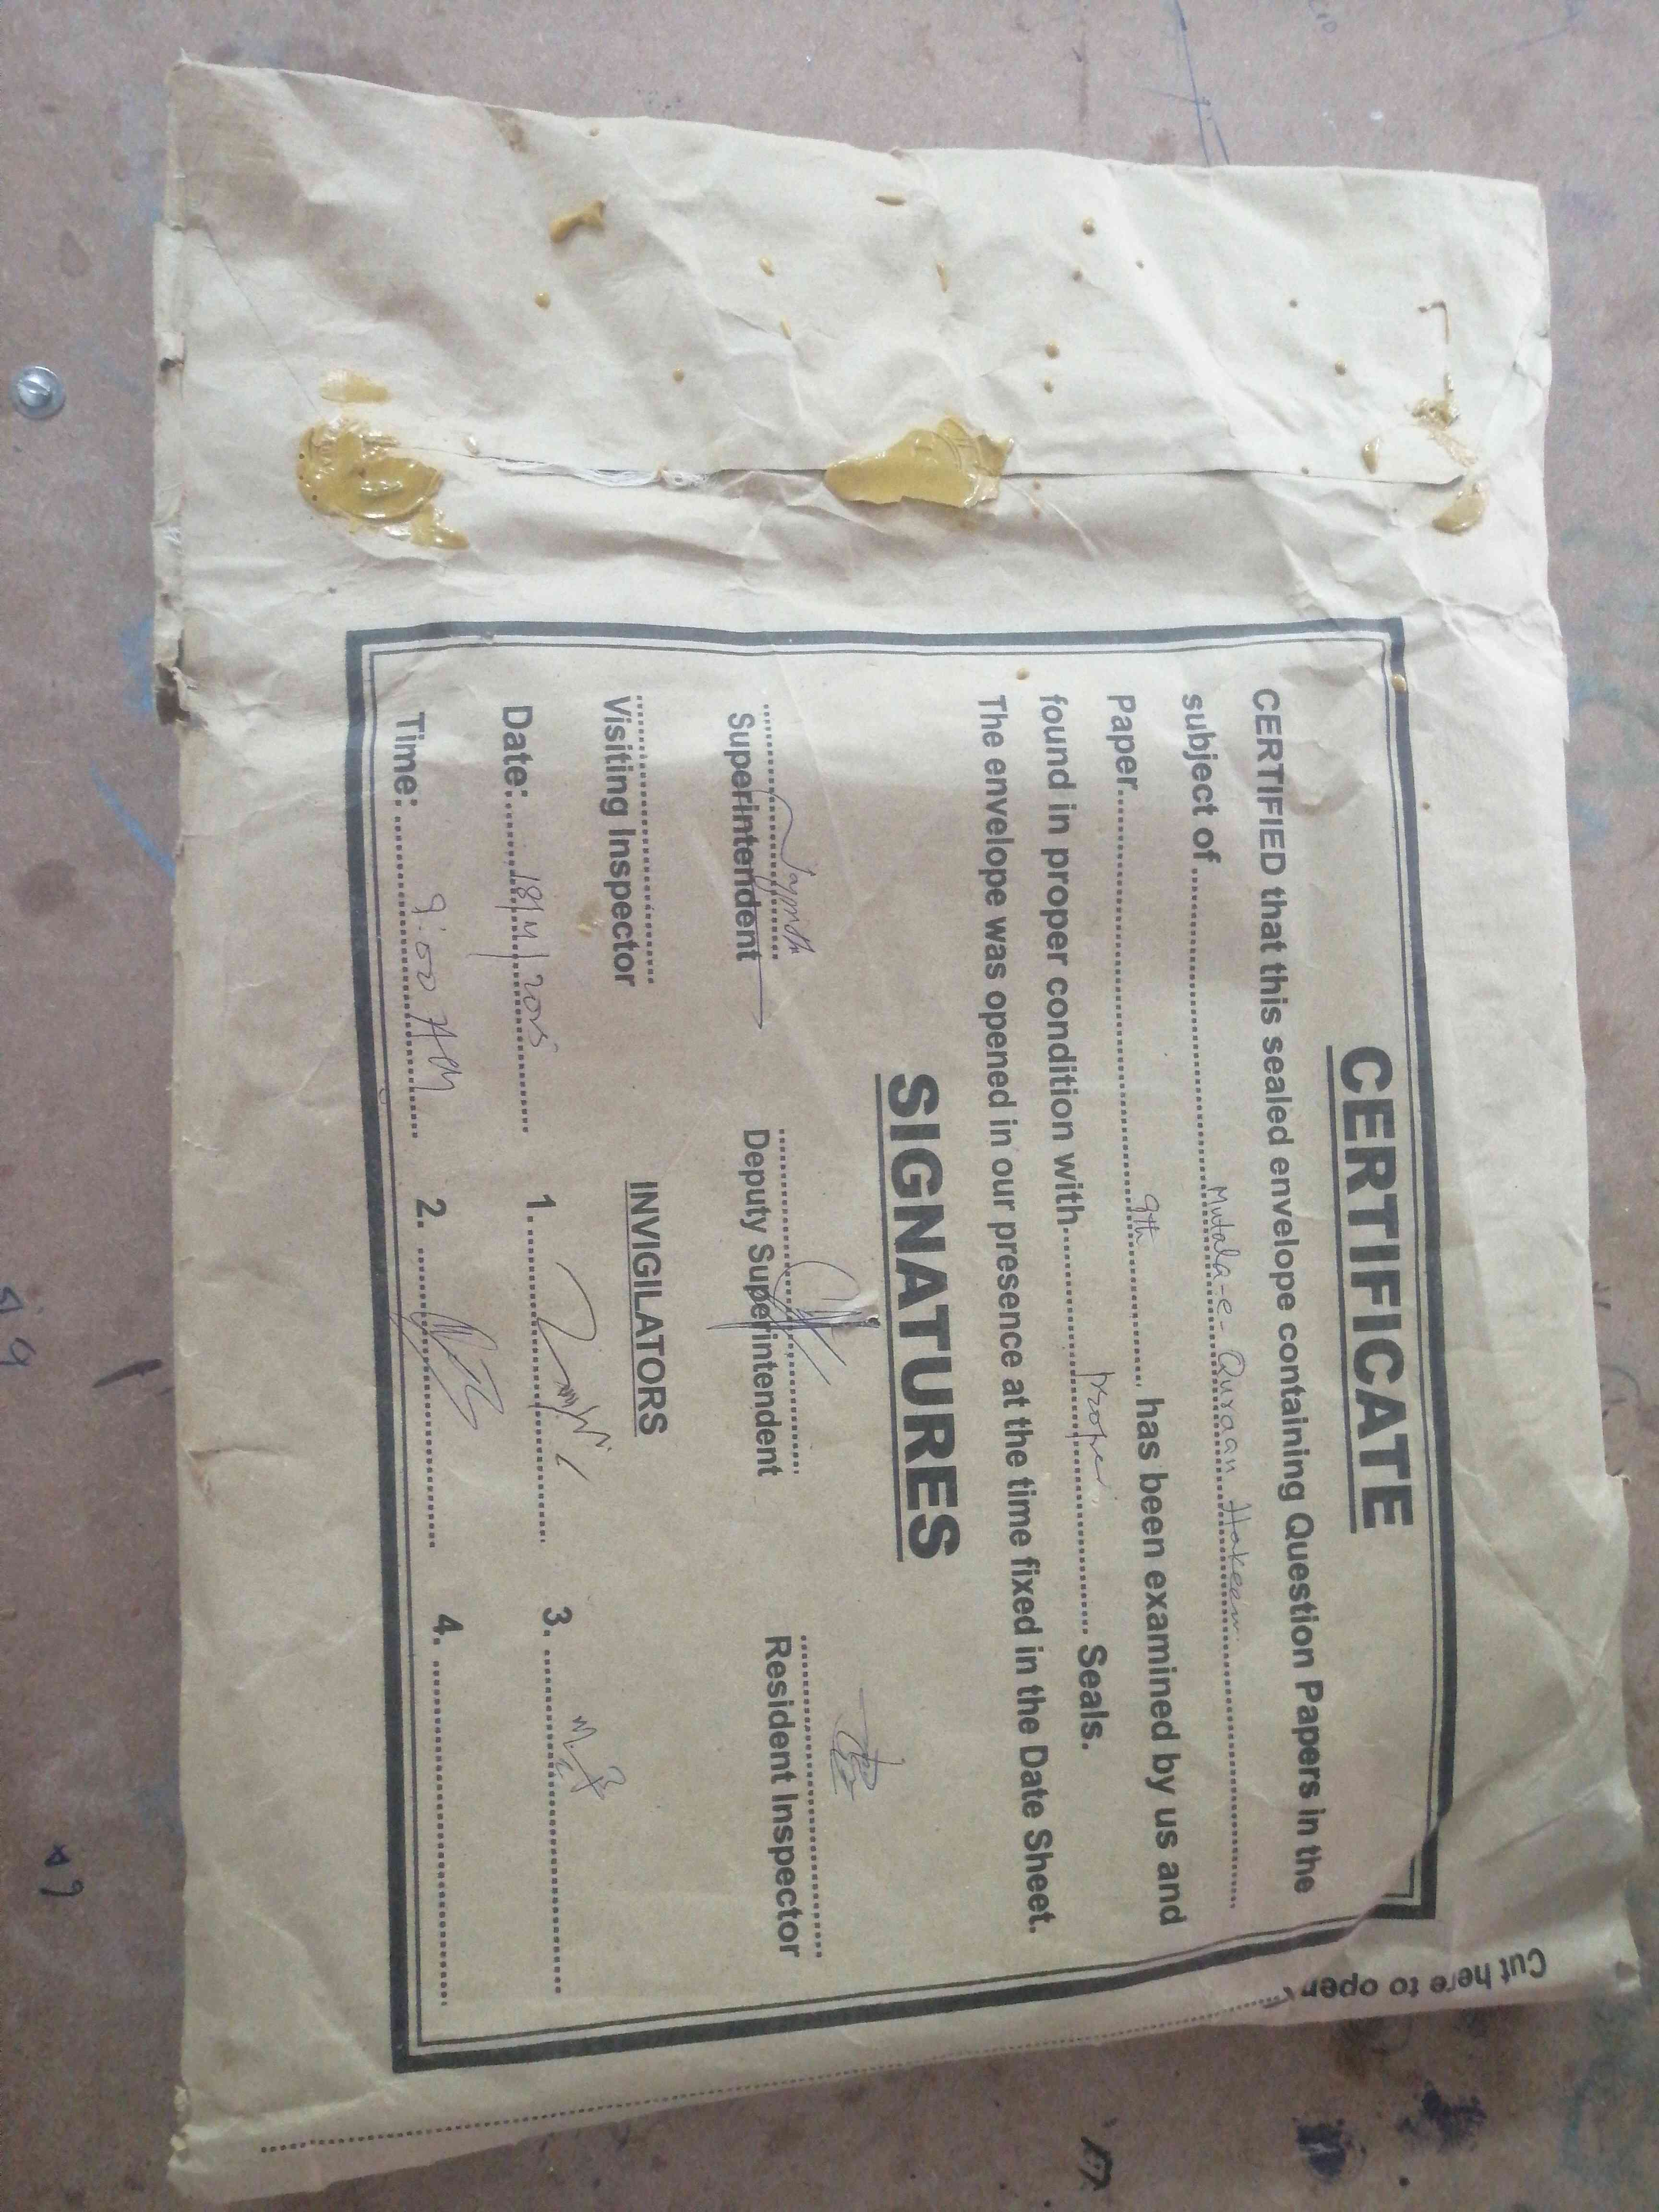 CERTIFICATE
CERTIFIED that this sealed envelope containing Question Papers in the
subject of.......Mutala-e-Quraan Hakeem.......
Paper.......9th....... has been examined by us and
found in proper condition with.......Proper....... Seals.
The envelope was opened in our presence at the time fixed in the Date Sheet.
SIGNATURES
Superintendent Deputy Superintendent Resident Inspector
Visiting Inspector
INVIGILATORS
Date:.......18/4/2025....... 1........ 3. .......
Time: .......9:00 AM....... 2. ....... 4. .......
Cut here to open